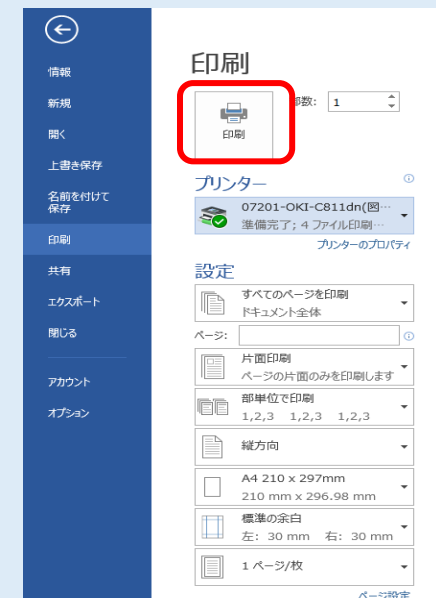 情報
新規
開く
上書き保存
名前を付けて
保存
印刷
共有
エクスポート
閉じる
アカウント
オプション
印刷
印刷
部数: 1
プリンター
07201-OKI-C811dn(図…
準備完了; 4 ファイル印刷…
プリンターのプロパティ
設定
すべてのページを印刷
ドキュメント全体
ページ:
片面印刷
ページの片面のみを印刷します
部単位で印刷
1,2,3 1,2,3 1,2,3
縦方向
A4 210 x 297mm
210 mm x 296.98 mm
標準の余白
左: 30 mm 右: 30 mm
1 ページ/枚
ページ設定